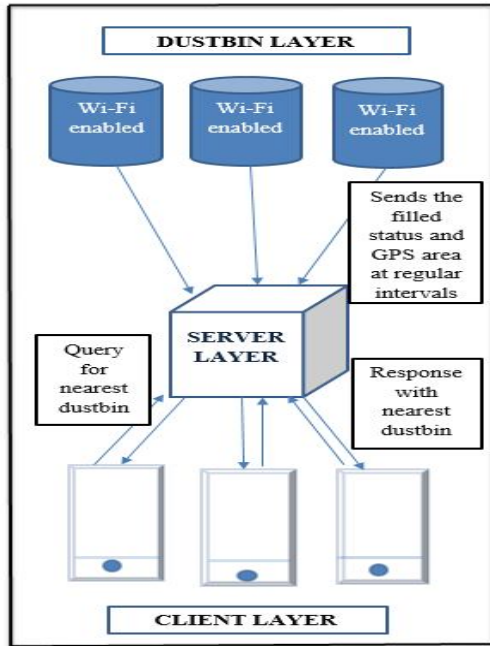 DUSTBIN LAYER
Wi-Fi
enabled
Wi-Fi
enabled
Wi-Fi
enabled
Sends the
filled
status and
GPS area
at regular
intervals
SERVER
LAYER
Query
for
nearest
dustbin
Response
with
nearest
dustbin
CLIENT LAYER